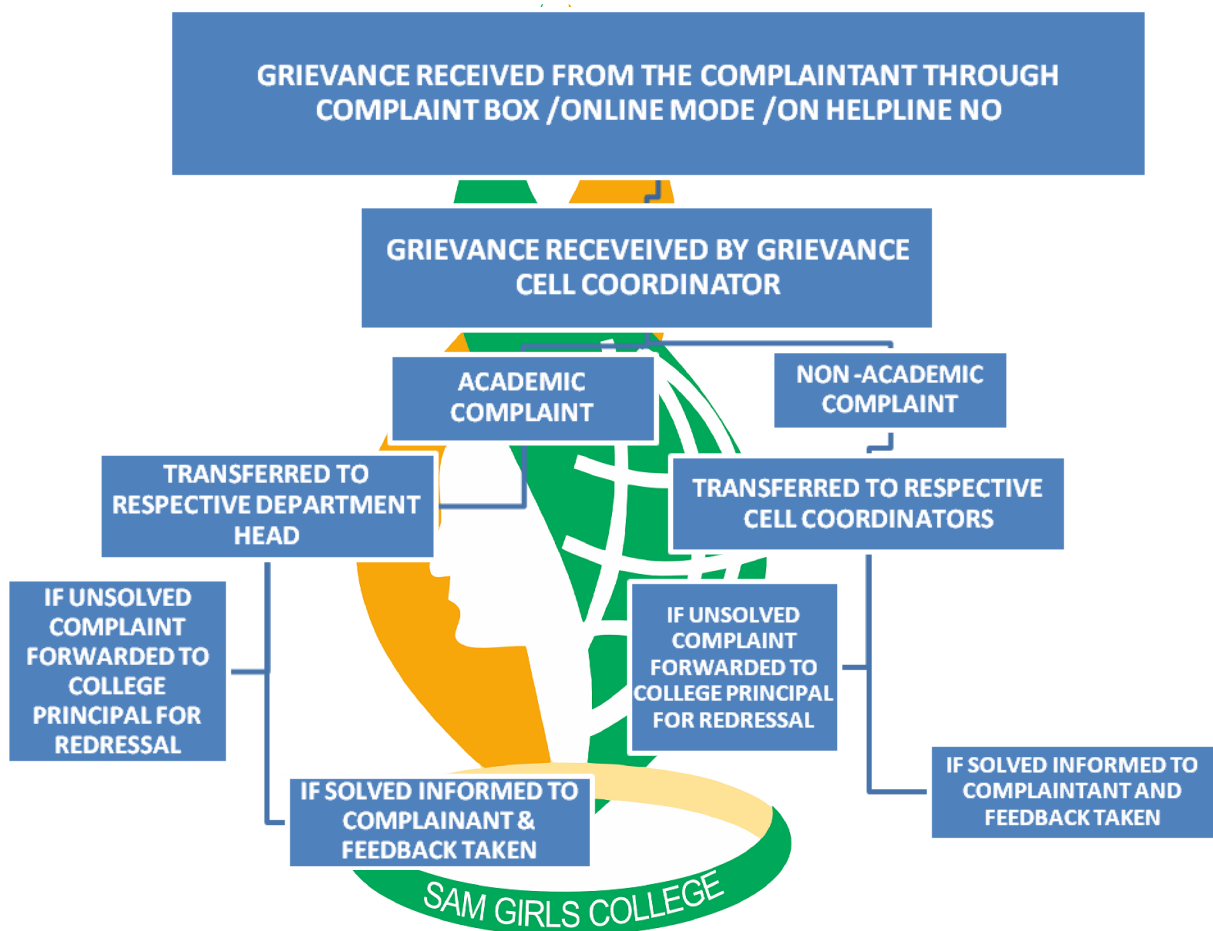 GRIEVANCE RECEIVED FROM THE COMPLAINTANT THROUGH
COMPLAINT BOX /ONLINE MODE /ON HELPLINE NO
GRIEVANCE RECEVEIVED BY GRIEVANCE
CELL COORDINATOR
ACADEMIC
COMPLAINT
NON -ACADEMIC
COMPLAINT
TRANSFERRED TO
RESPECTIVE DEPARTMENT
HEAD
TRANSFERRED TO RESPECTIVE
CELL COORDINATORS
IF UNSOLVED
COMPLAINT
FORWARDED TO
COLLEGE
PRINCIPAL FOR
REDRESSAL
IF UNSOLVED
COMPLAINT
FORWARDED TO
COLLEGE PRINCIPAL
FOR REDRESSAL
IF SOLVED INFORMED TO
COMPLAINANT &
FEEDBACK TAKEN
IF SOLVED INFORMED TO
COMPLAINTANT AND
FEEDBACK TAKEN
SAM GIRLS COLLEGE